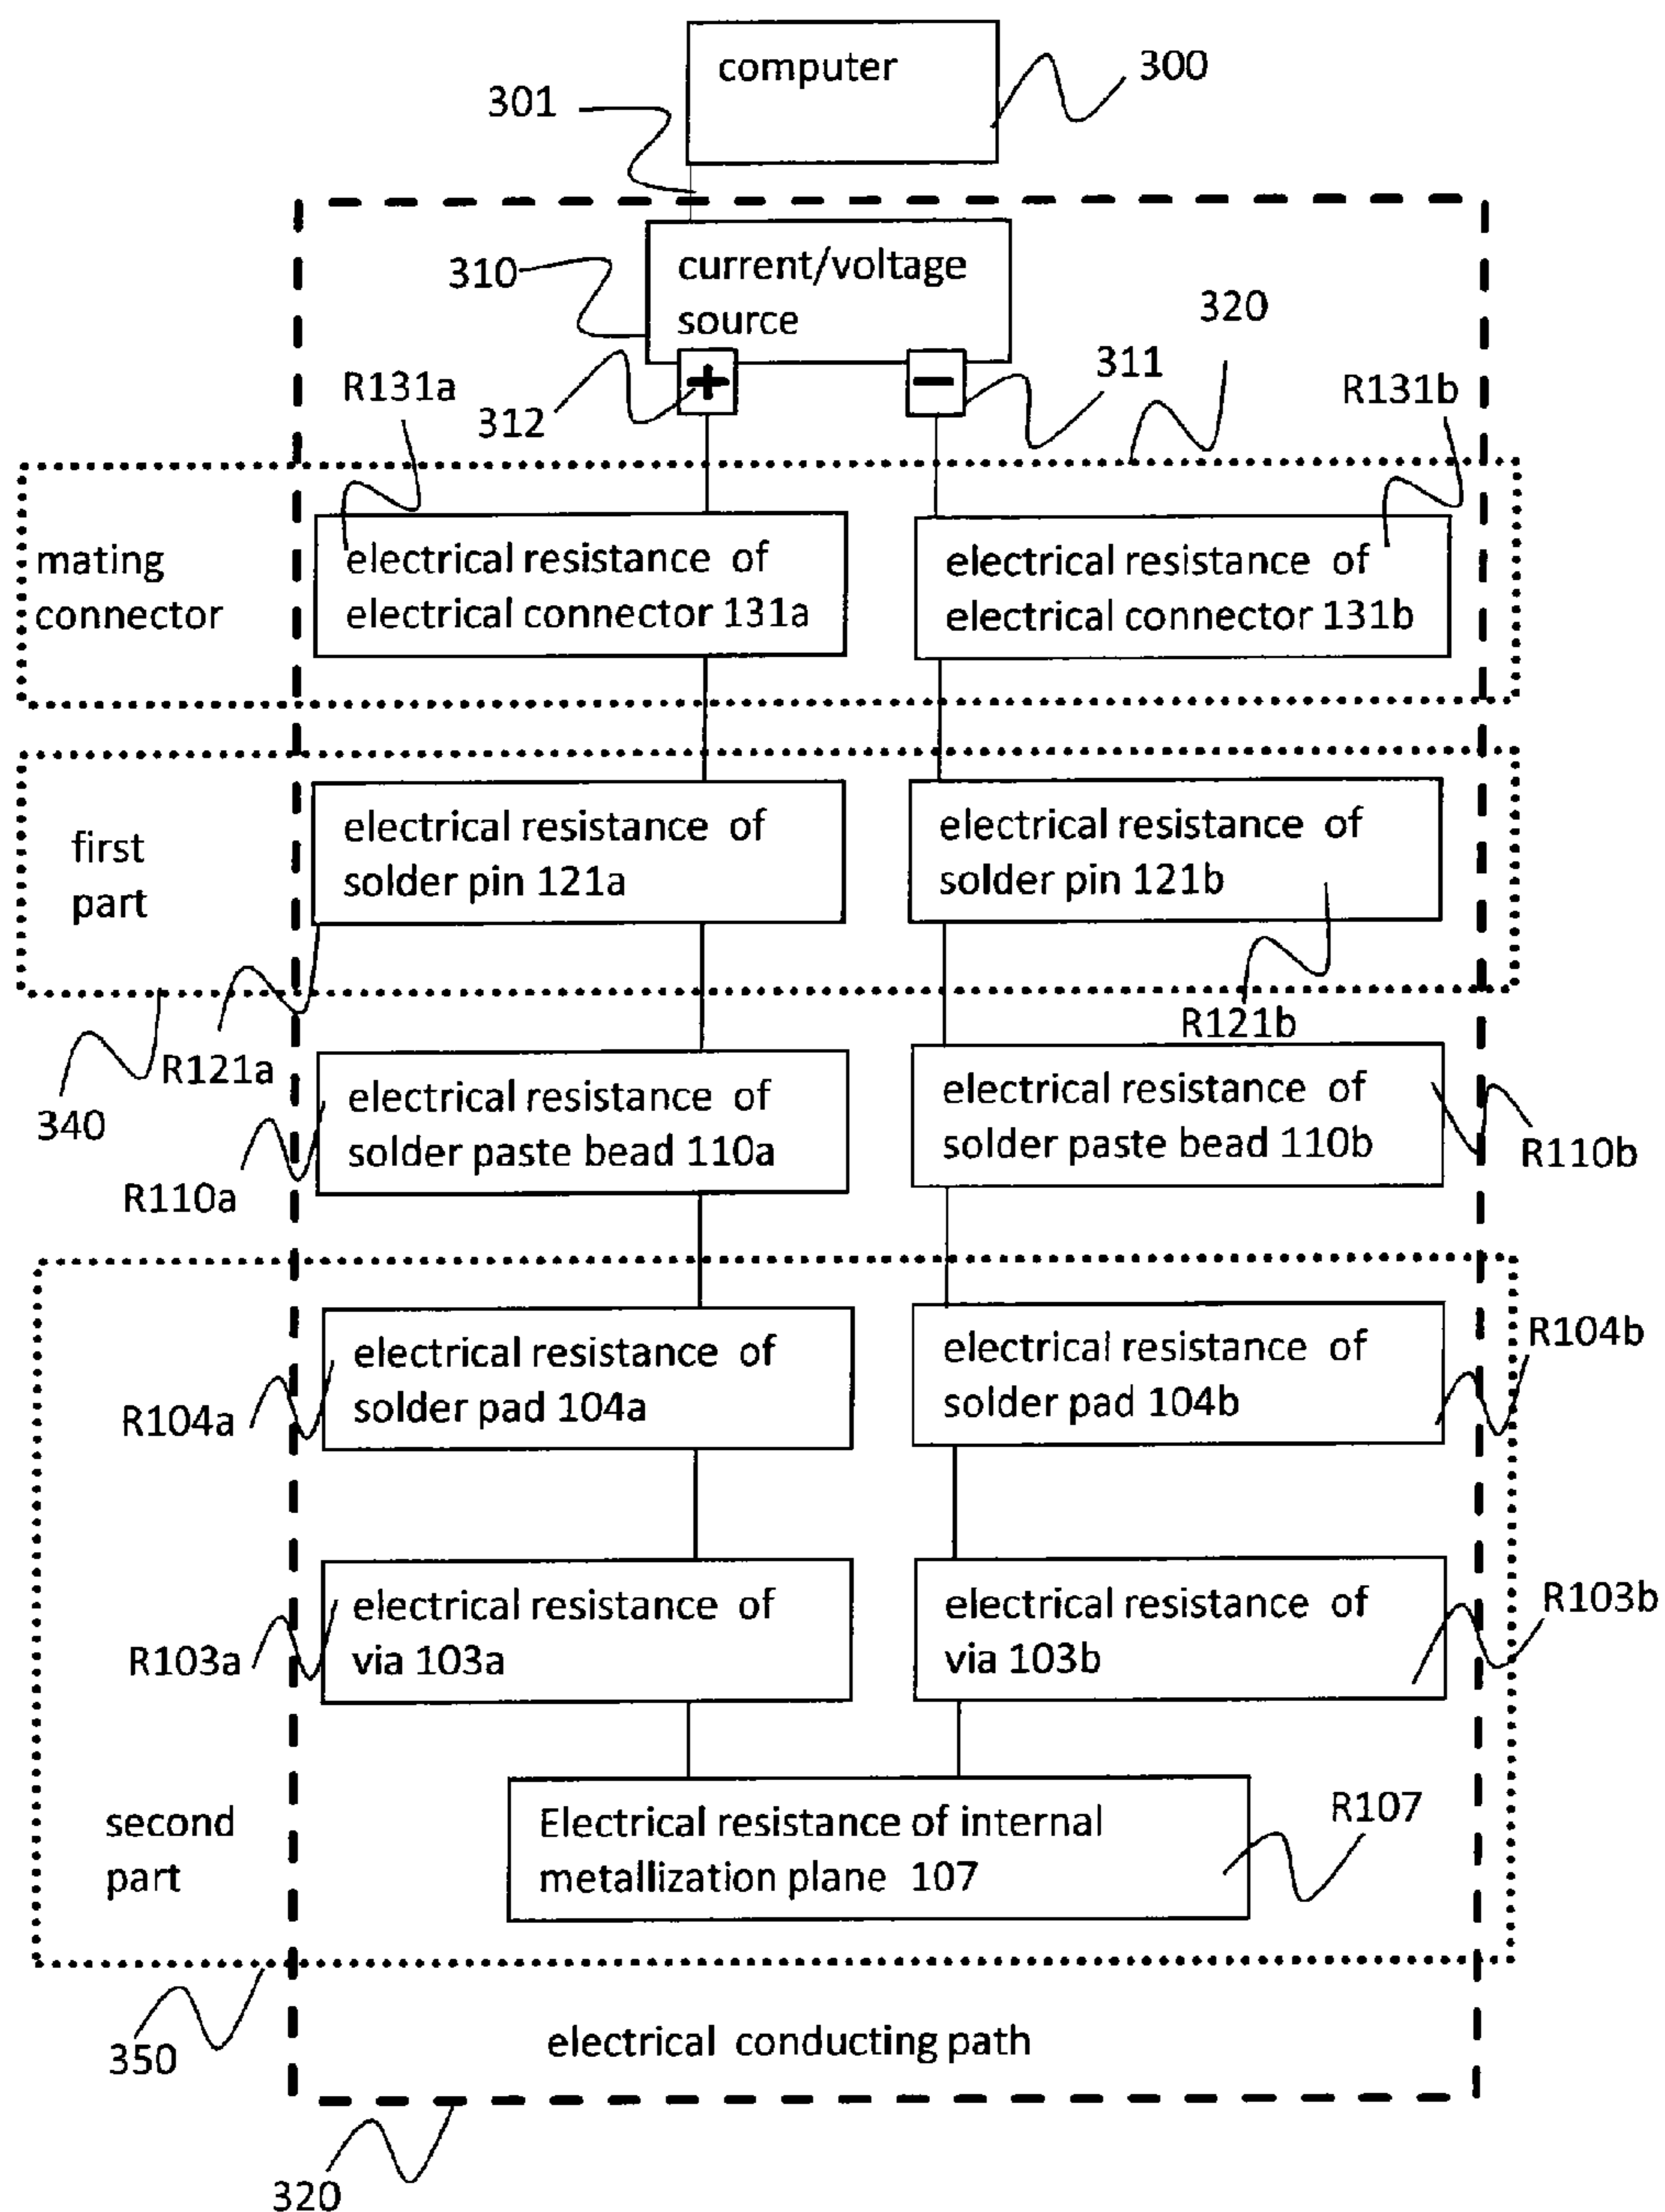 computer
300
301
310
current/voltage
source
320
+
−
311
R131a
312
R131b
mating
connector
electrical resistance of
electrical connector 131a
electrical resistance of
electrical connector 131b
first
part
electrical resistance of
solder pin 121a
electrical resistance of
solder pin 121b
R121b
R121a
340
electrical resistance of
solder paste bead 110a
electrical resistance of
solder paste bead 110b
R110a
R110b
electrical resistance of
solder pad 104a
electrical resistance of
solder pad 104b
R104a
R104b
electrical resistance of
via 103a
electrical resistance of
via 103b
R103a
R103b
second
part
Electrical resistance of internal
metallization plane 107
R107
350
electrical conducting path
320